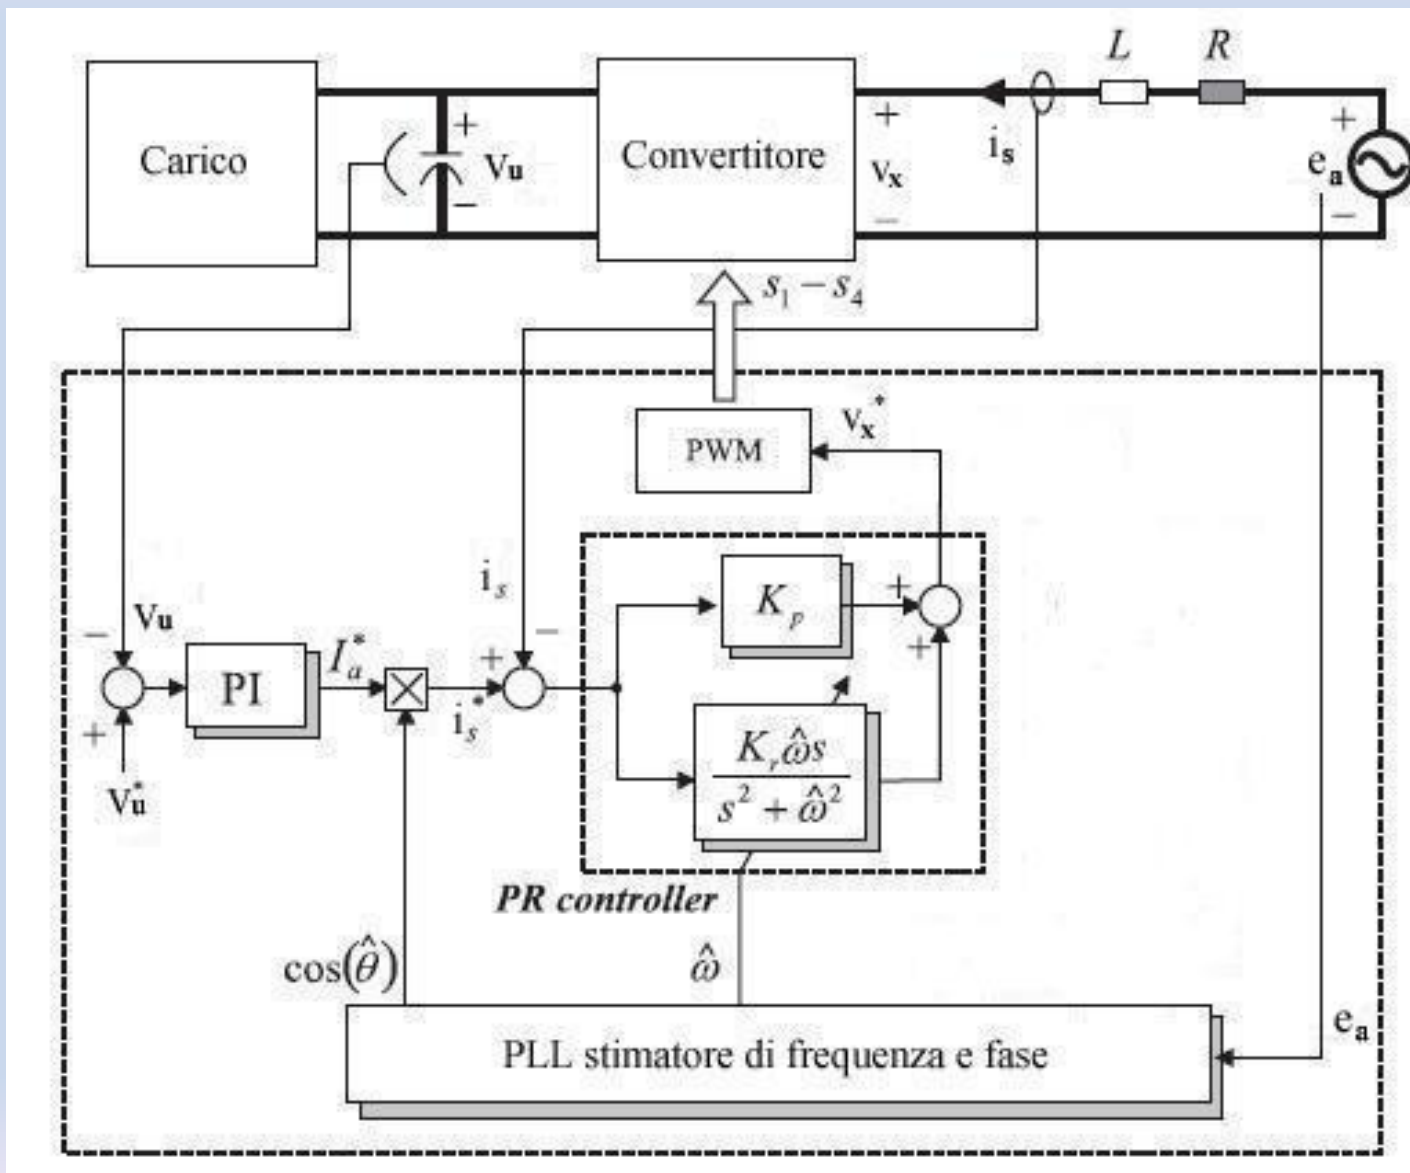 L R
+ + +
Carico Vu Convertitore vx is ea
− − −
s1 − s4
vx*
PWM
is
+
Kp
− Vu − +
Ia* +
PI is*
+
Kr ω̂ s
Vu* s² + ω̂²
PR controller
cos(θ̂) ω̂
ea
PLL stimatore di frequenza e fase